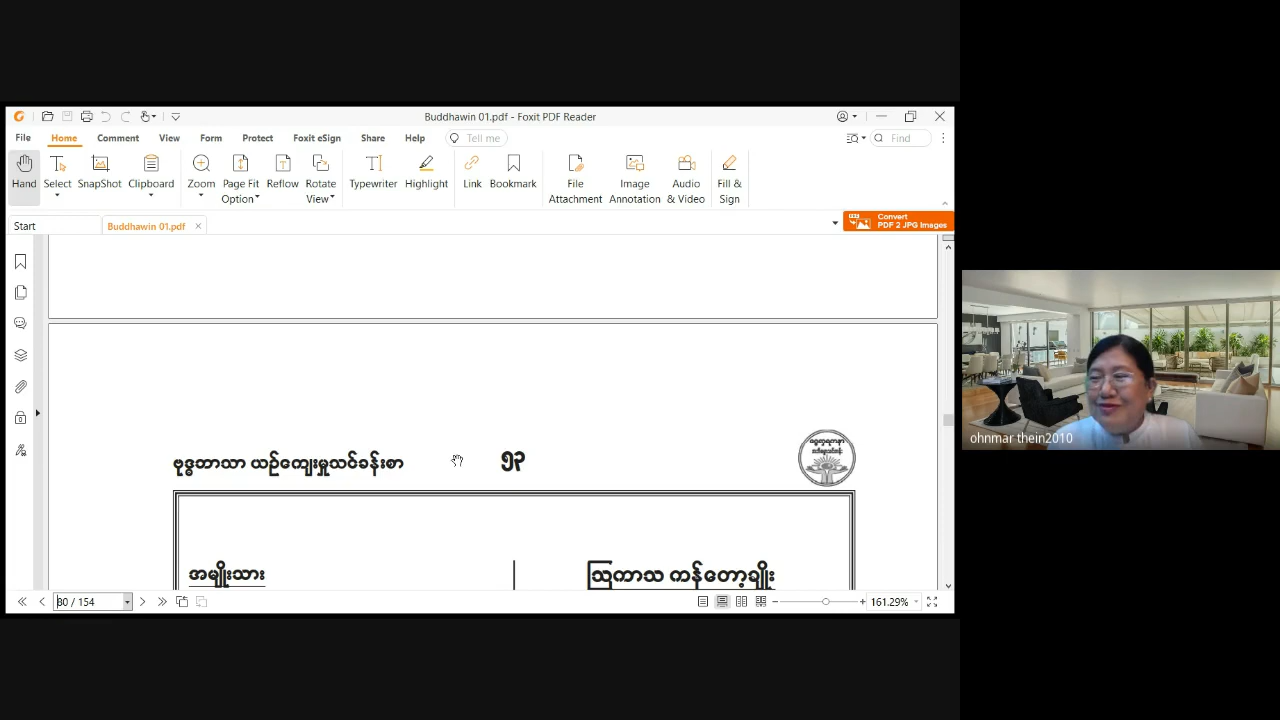 Buddhawin 01.pdf - Foxit PDF Reader
File Home Comment View Form Protect Foxit eSign Share Help Tell me Find
Hand Select SnapShot Clipboard Zoom Page Fit Option Reflow Rotate View Typewriter Highlight Link Bookmark File Attachment Image Annotation Audio & Video Fill & Sign
Start Buddhawin 01.pdf Convert PDF 2 JPG Images
ဗုဒ္ဓဘာသာ ယဉ်ကျေးမှုသင်ခန်းစာ ၅၃
အမျိုးသား ဩကာသ ကန်တော့ချိုး
80 / 154 161.29%
ohnmar thein2010